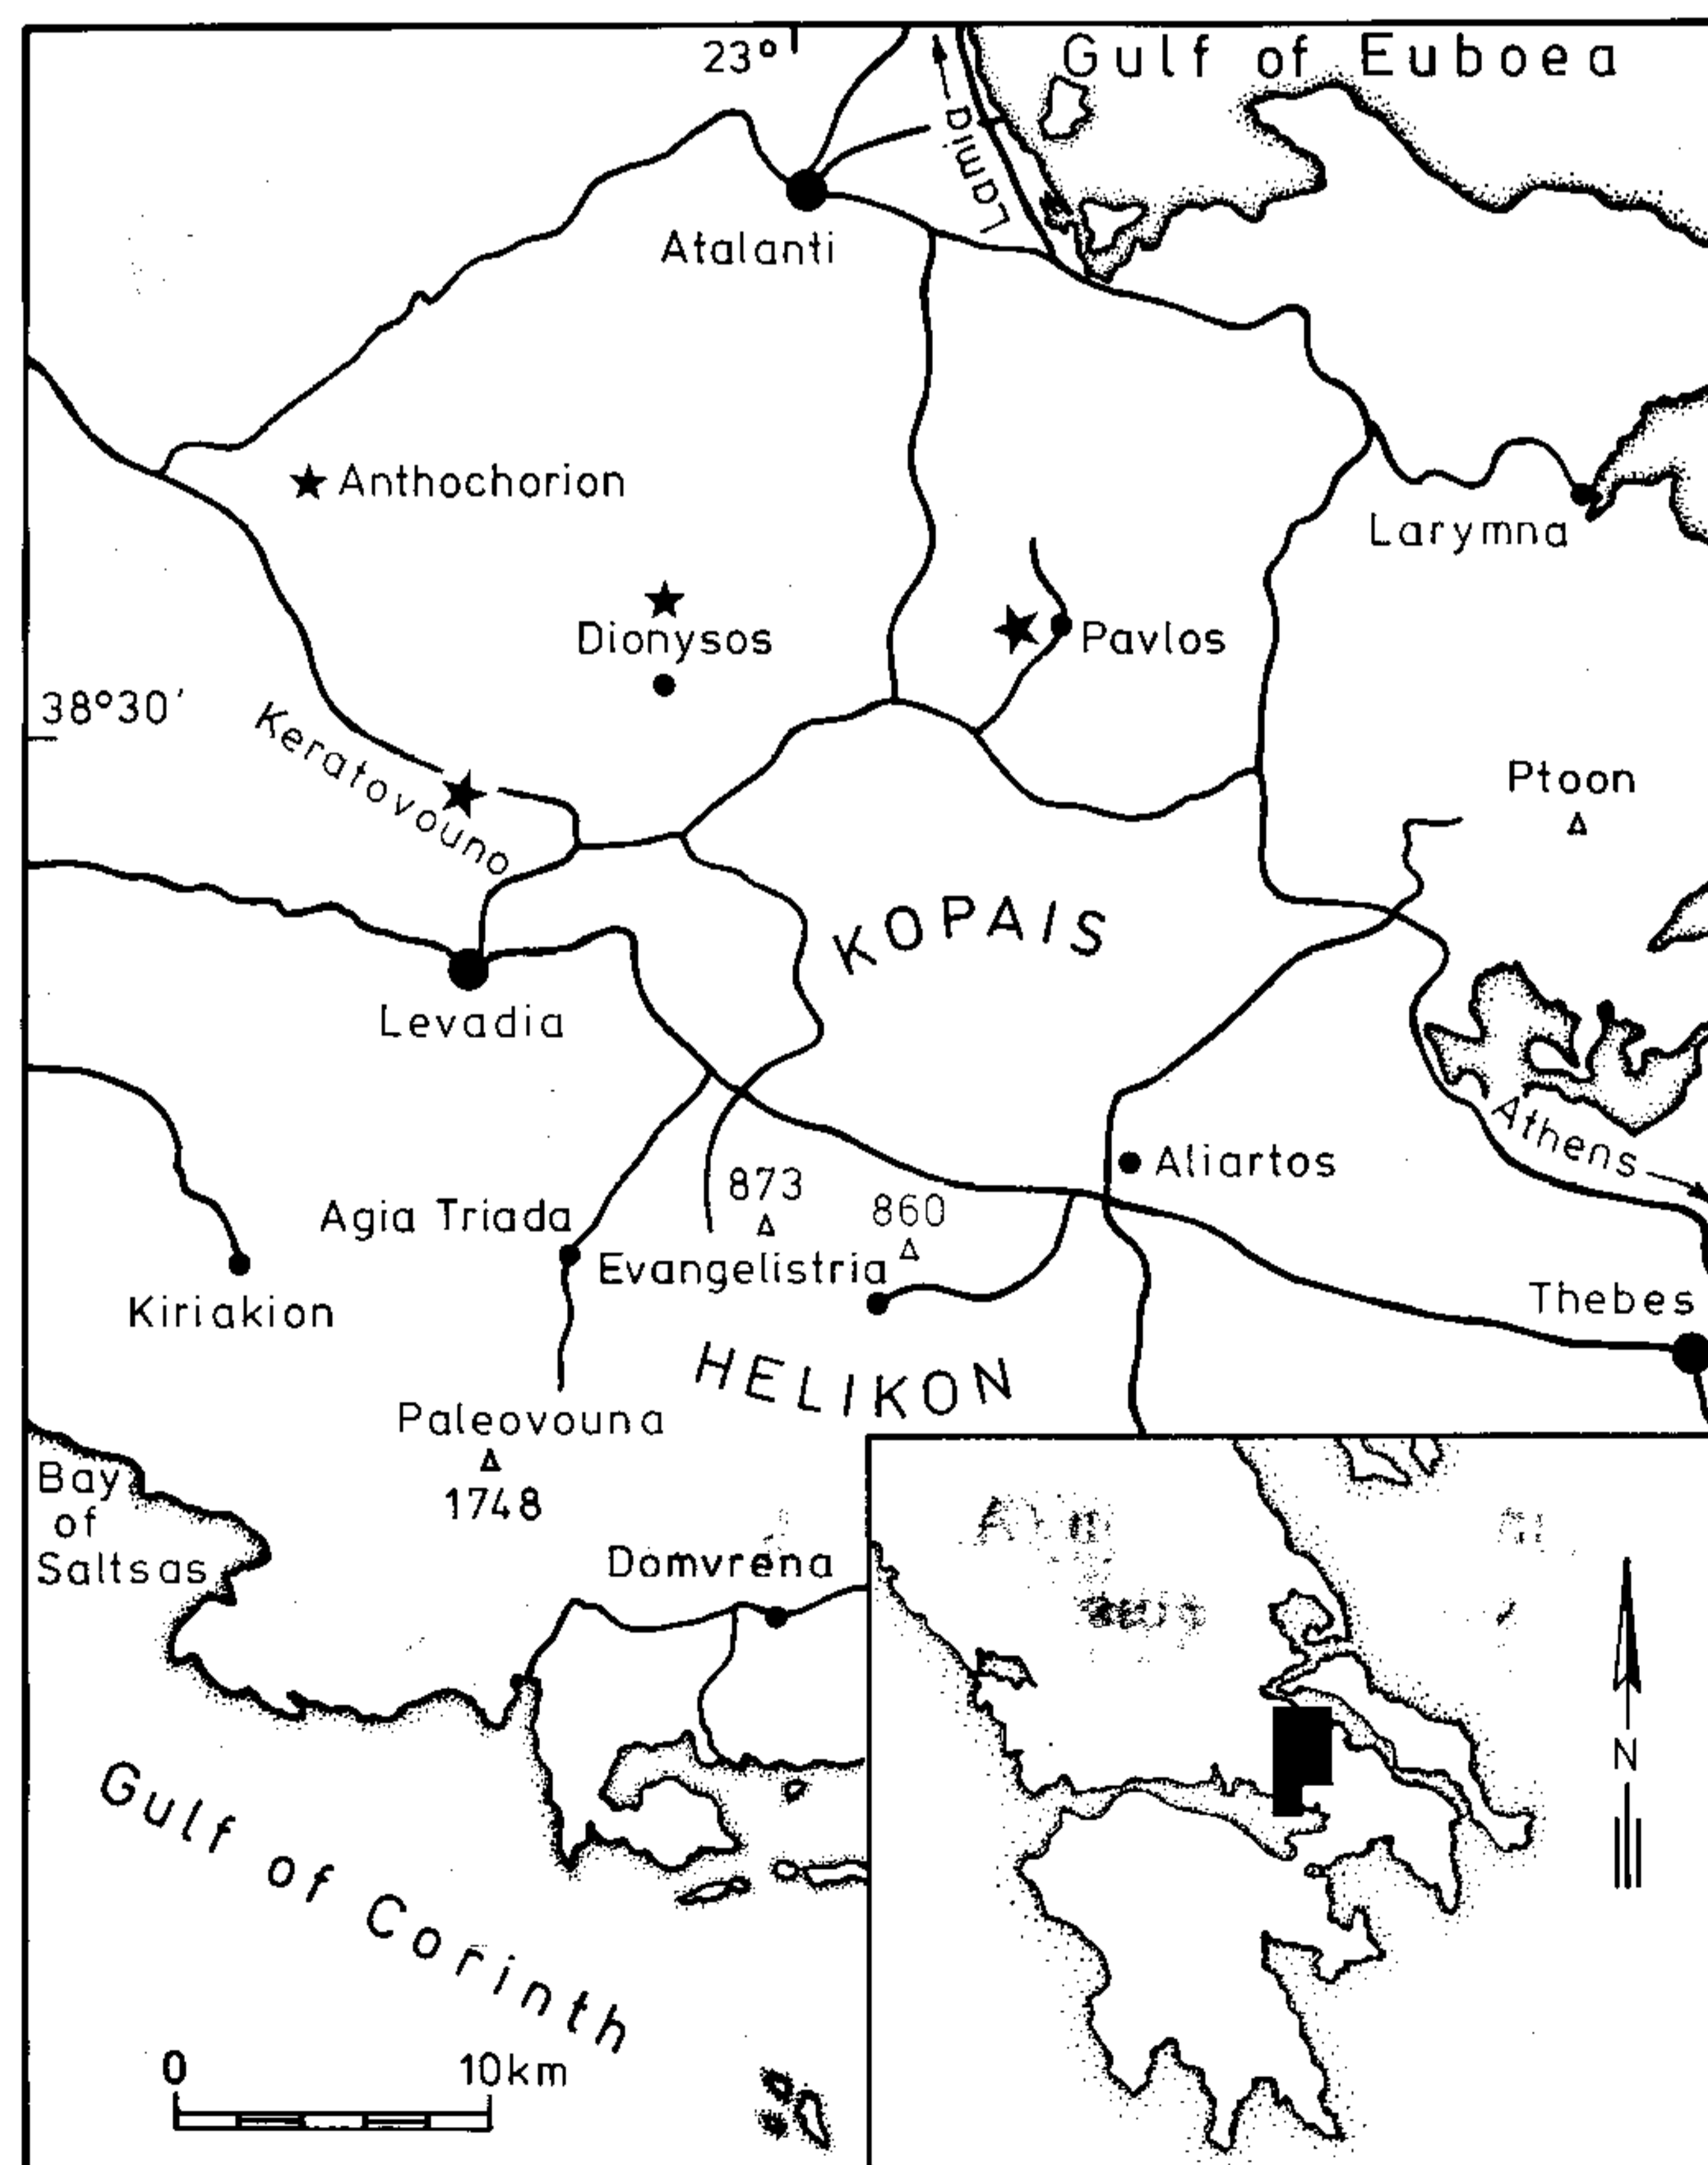 23°
Gulf of Euboea
Lamia
Atalanti
Anthochorion
Larymna
Dionysos
Pavlos
38°30'
Keratovouno
Ptoon
KOPAIS
Levadia
Athens
Aliartos
873
860
Agia Triada
Evangelistria
Kiriakion
Thebes
HELIKON
Paleovouna
1748
Bay
of
Saltsas
Domvrena
N
Gulf of Corinth
0 10km